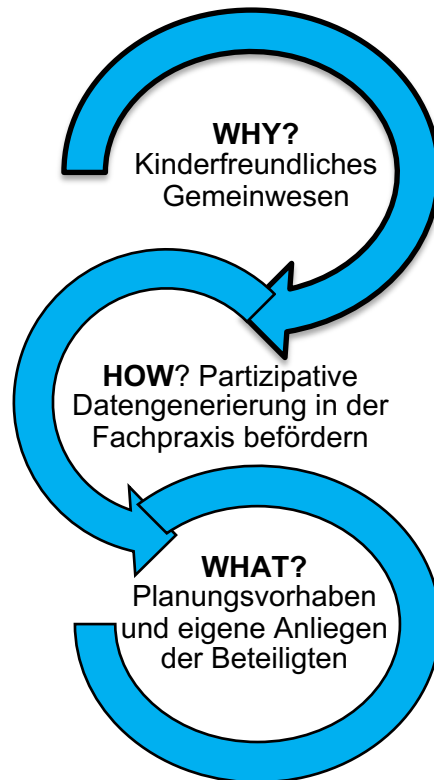 WHY?
Kinderfreundliches
Gemeinwesen
HOW? Partizipative
Datengenerierung in der
Fachpraxis befördern
WHAT?
Planungsvorhaben
und eigene Anliegen
der Beteiligten